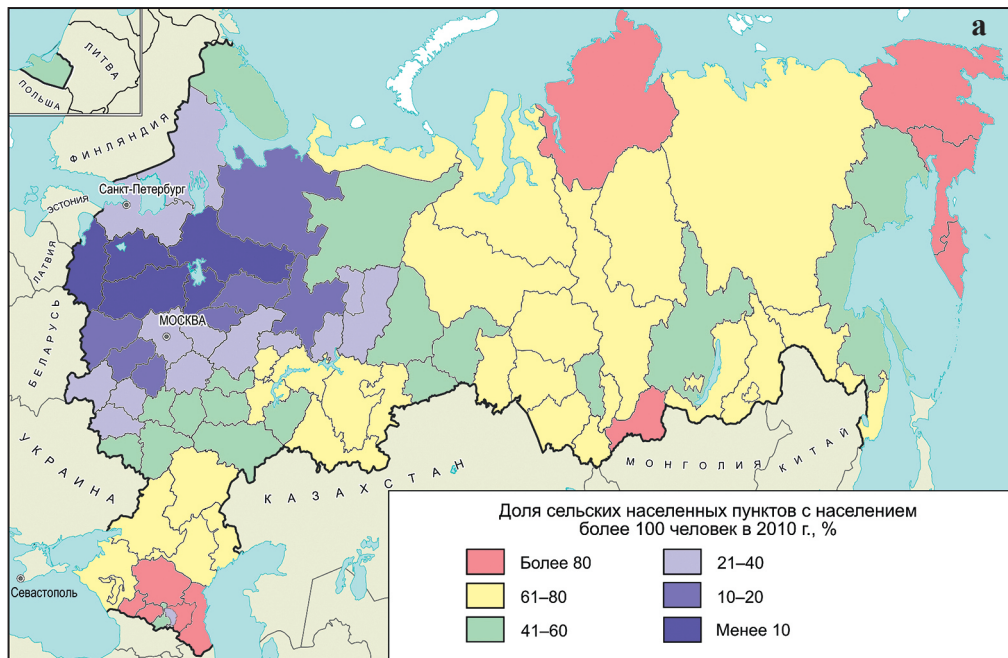 а
ЛИТВА
ПОЛЬША
ФИНЛЯНДИЯ
Санкт-Петербург
ЭСТОНИЯ
ЛАТВИЯ
МОСКВА
БЕЛАРУСЬ
УКРАИНА
КАЗАХСТАН
МОНГОЛИЯ
КИТАЙ
Севастополь
Доля сельских населенных пунктов с населением
более 100 человек в 2010 г., %
Более 80
61–80
41–60
21–40
10–20
Менее 10